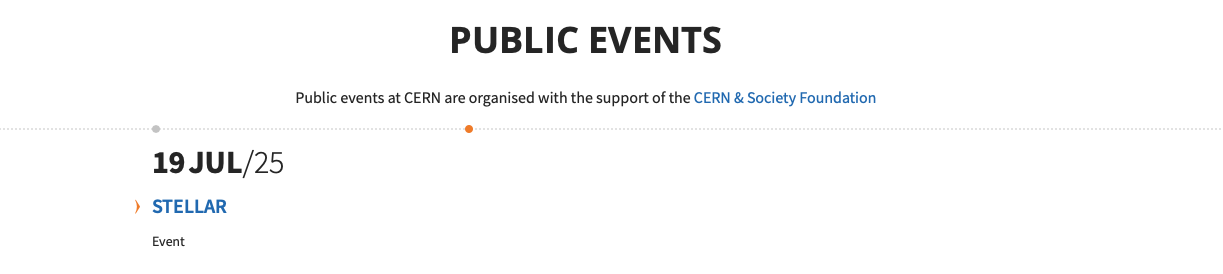 PUBLIC EVENTS
Public events at CERN are organised with the support of the CERN & Society Foundation
19 JUL/25
STELLAR
Event